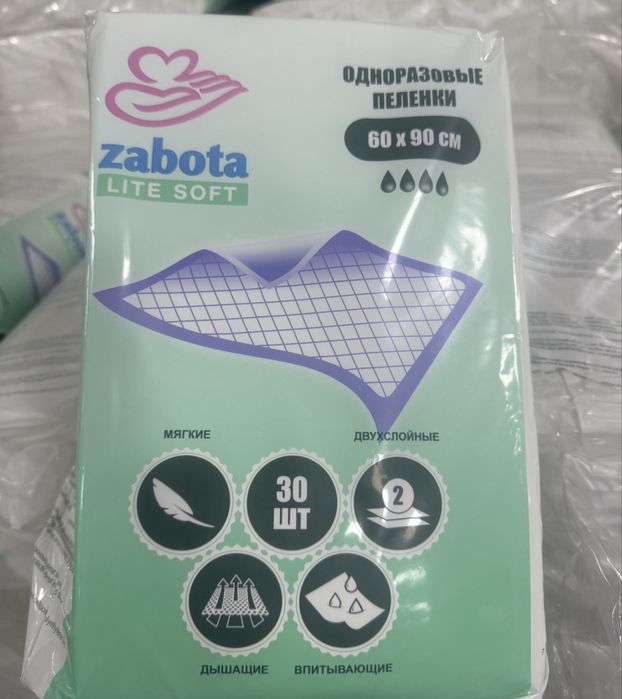 ОДНОРАЗОВЫЕ
ПЕЛЕНКИ
60 х 90 см
zabota
LITE SOFT
МЯГКИЕ
ДВУХСЛОЙНЫЕ
30
ШТ
2
ДЫШАЩИЕ
ВПИТЫВАЮЩИЕ